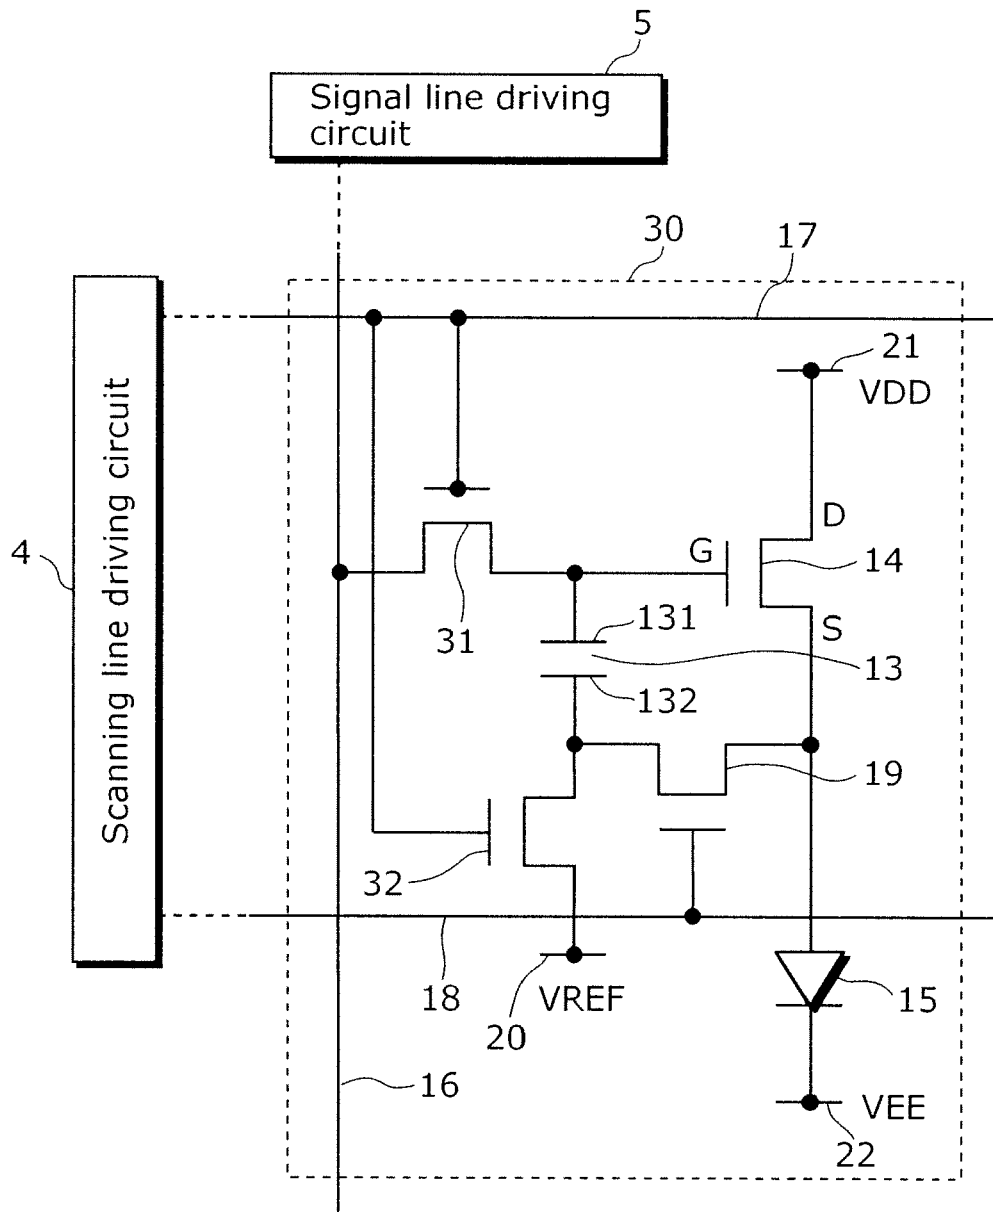 5
Signal line driving
circuit
30
17
21
VDD
Scanning line driving circuit
4
D
G
14
31
131
S
13
132
19
32
18
20
VREF
15
16
VEE
22